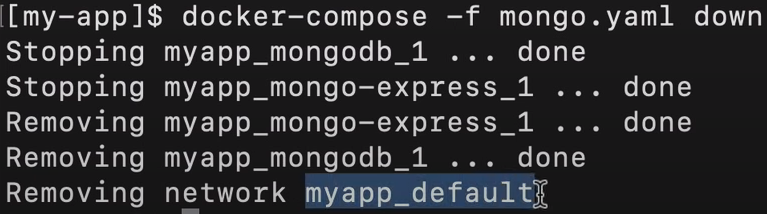 [[my-app]$ docker-compose -f mongo.yaml down
Stopping myapp_mongodb_1 ... done
Stopping myapp_mongo-express_1 ... done
Removing myapp_mongo-express_1 ... done
Removing myapp_mongodb_1 ... done
Removing network myapp_default